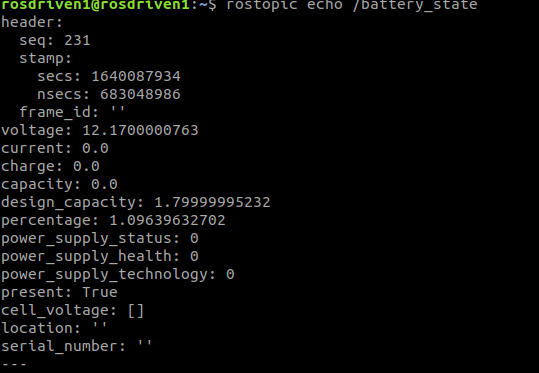 rosdriven1@rosdriven1:~$ rostopic echo /battery_state
header:
  seq: 231
  stamp:
    secs: 1640087934
    nsecs: 683048986
  frame_id: ''
voltage: 12.1700000763
current: 0.0
charge: 0.0
capacity: 0.0
design_capacity: 1.79999995232
percentage: 1.09639632702
power_supply_status: 0
power_supply_health: 0
power_supply_technology: 0
present: True
cell_voltage: []
location: ''
serial_number: ''
---